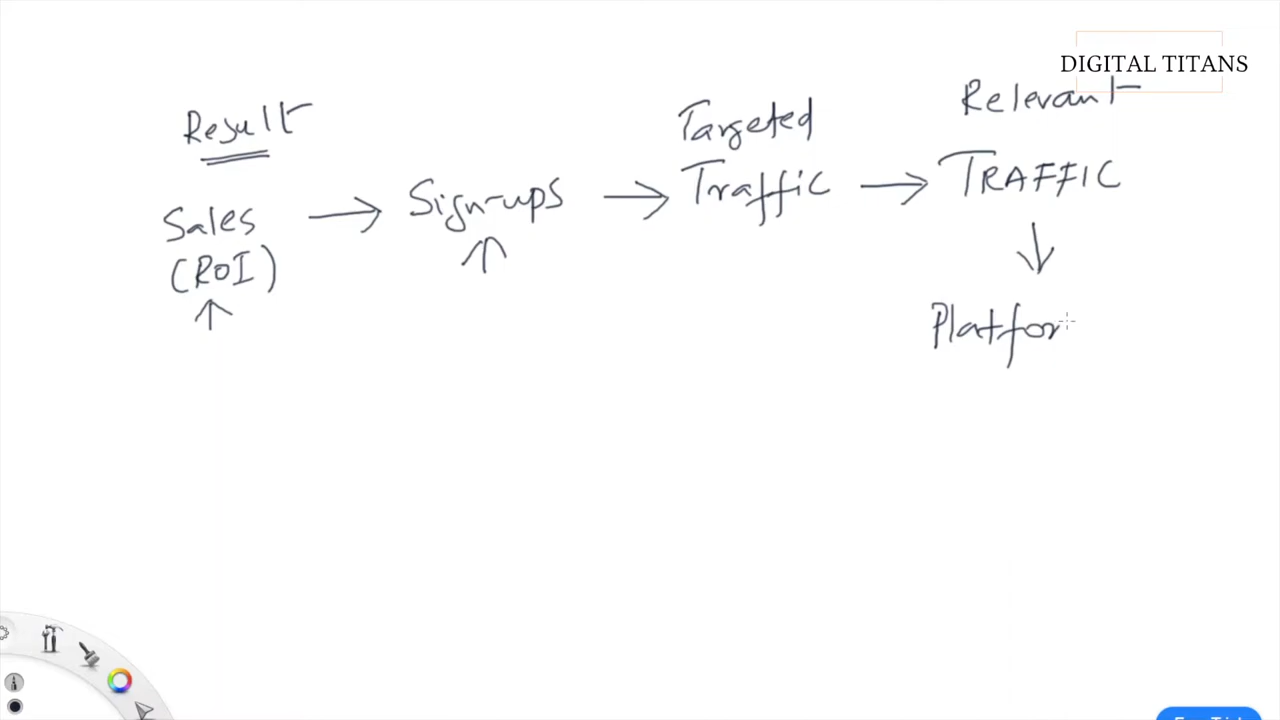 DIGITAL TITANS
Result
Sales
(ROI)
Sign-ups
Targeted
Traffic
Relevant
TRAFFIC
Platfor